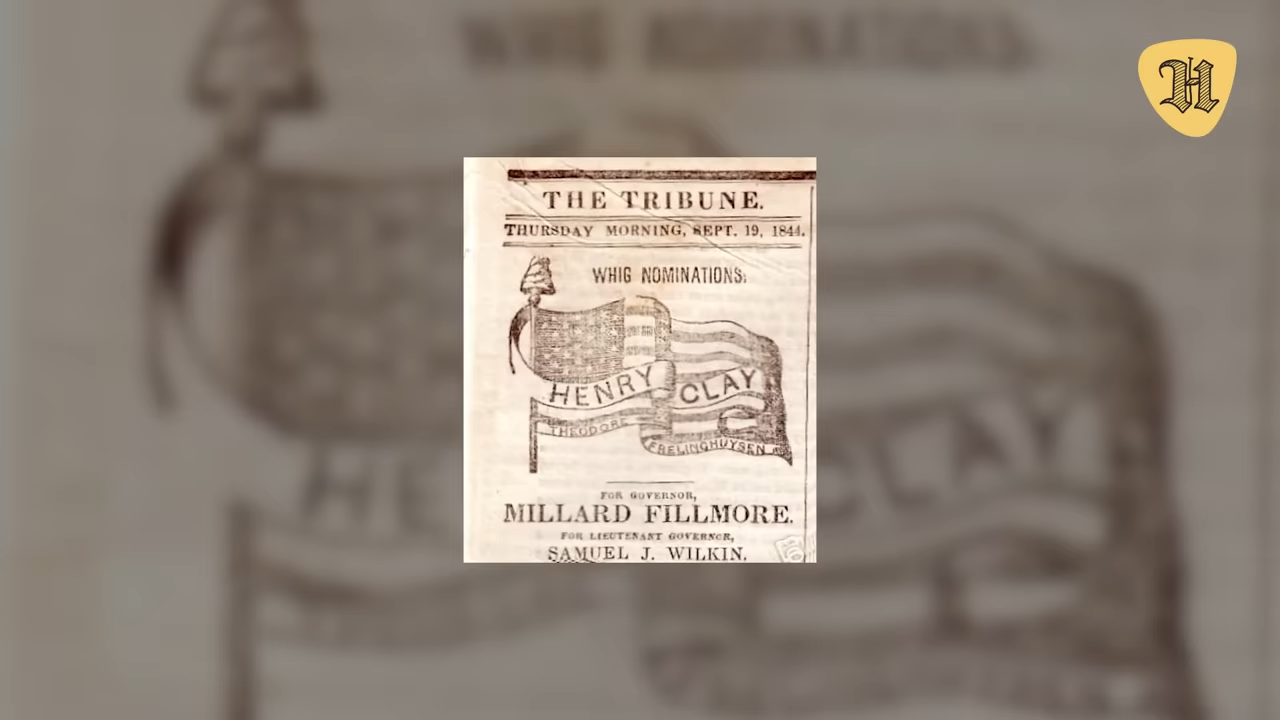 H
THE TRIBUNE.
THURSDAY MORNING, SEPT. 19, 1844.
WHIG NOMINATIONS:
HENRY CLAY
THEODORE
FRELINGHUYSEN
FOR GOVERNOR,
MILLARD FILLMORE.
FOR LIEUTENANT GOVERNOR,
SAMUEL J. WILKIN.